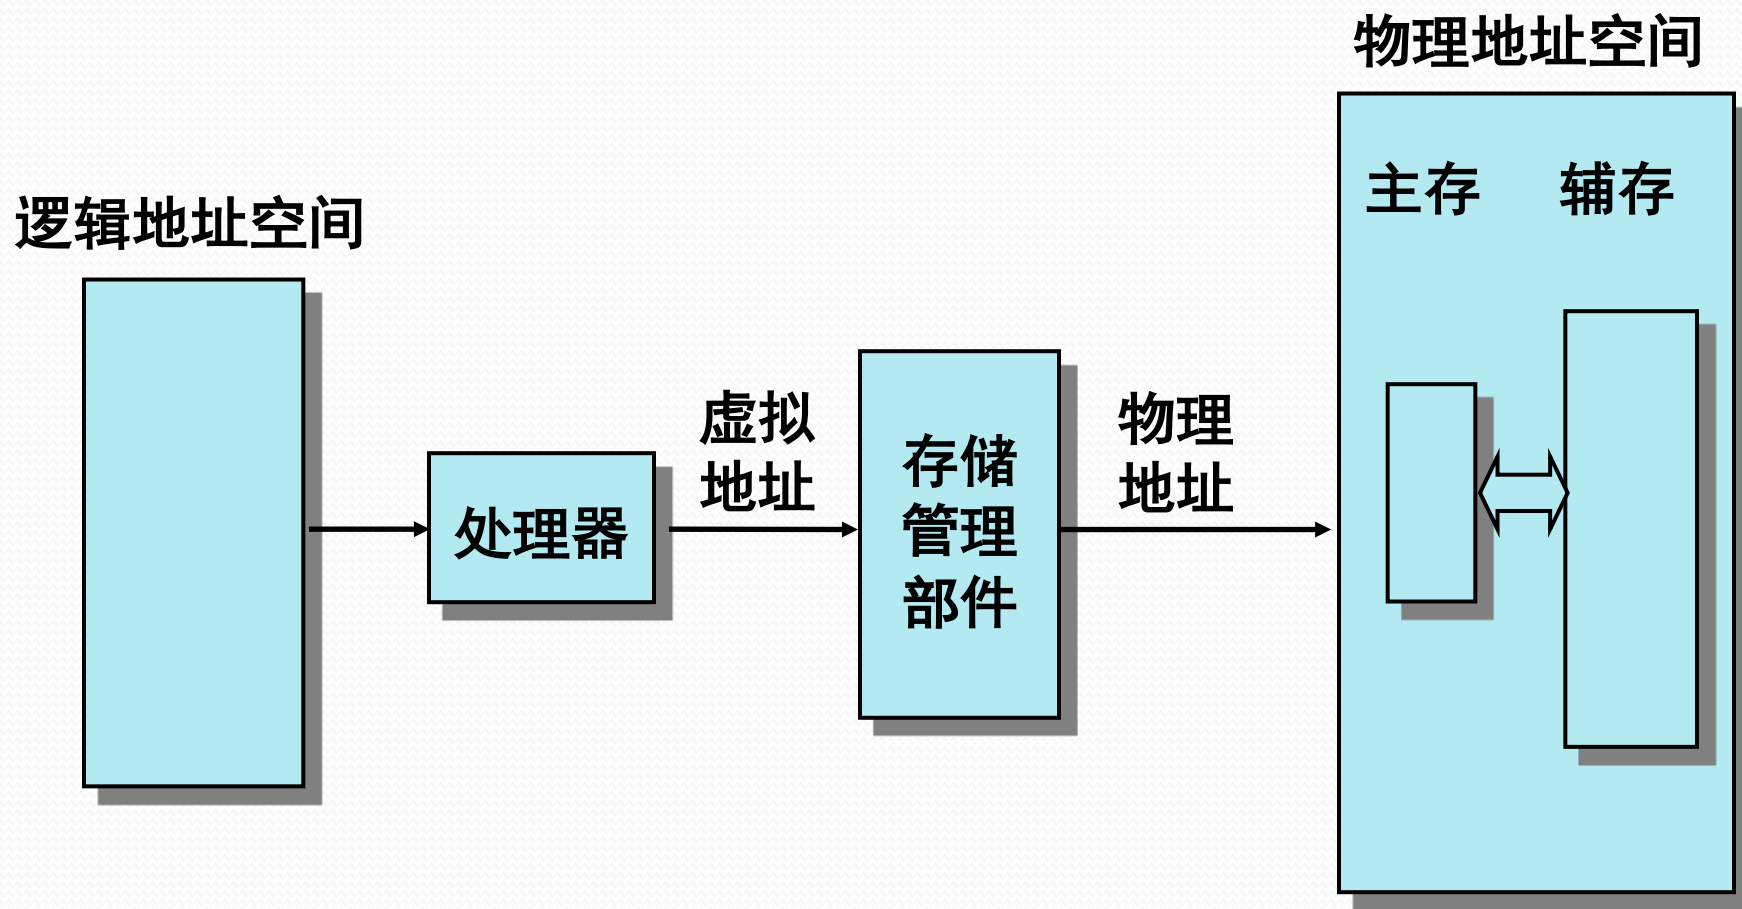 物理地址空间
主存 辅存
逻辑地址空间
处理器
虚拟
地址
存储
管理
部件
物理
地址